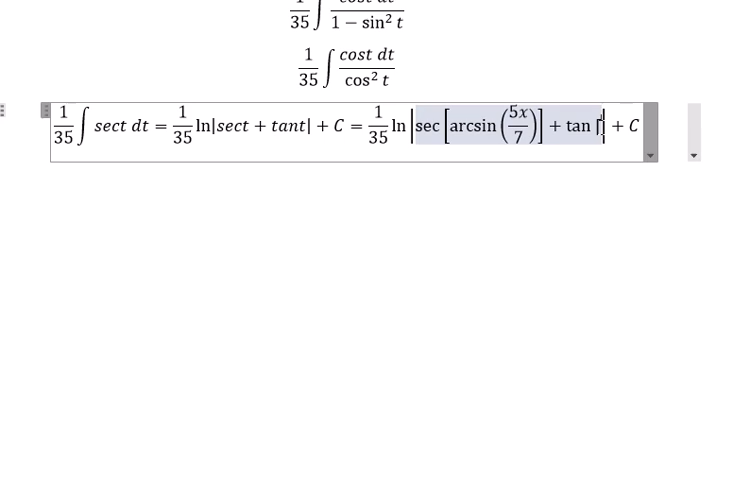 1/35 ∫ cost dt / 1 − sin² t
1/35 ∫ cost dt / cos² t
1/35 ∫ sect dt = 1/35 ln|sect + tant| + C = 1/35 ln |sec [arcsin (5x/7)] + tan [| + C